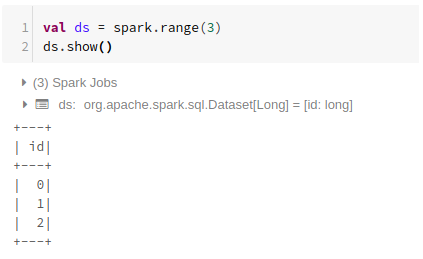 1 val ds = spark.range(3)
2 ds.show()
(3) Spark Jobs
ds: org.apache.spark.sql.Dataset[Long] = [id: long]
+---+
| id|
+---+
|  0|
|  1|
|  2|
+---+